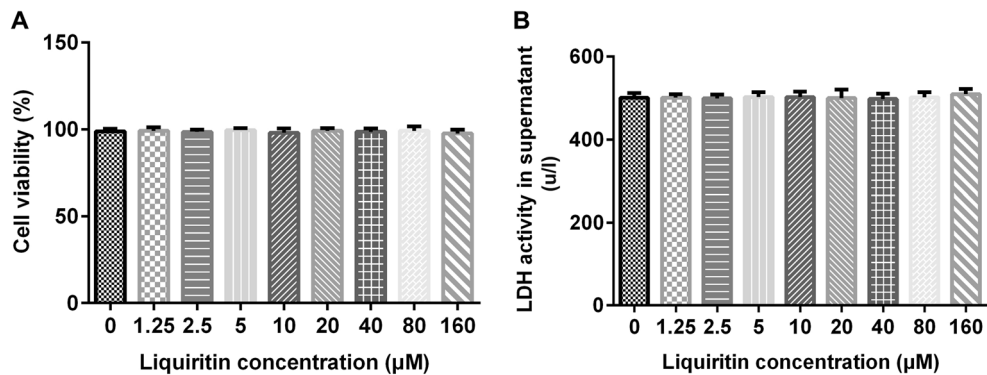 A
Cell viability (%)
150
100
50
0
0 1.25 2.5 5 10 20 40 80 160
Liquiritin concentration (µM)
B
LDH activity in supernatant
(u/l)
600
400
200
0
0 1.25 2.5 5 10 20 40 80 160
Liquiritin concentration (µM)